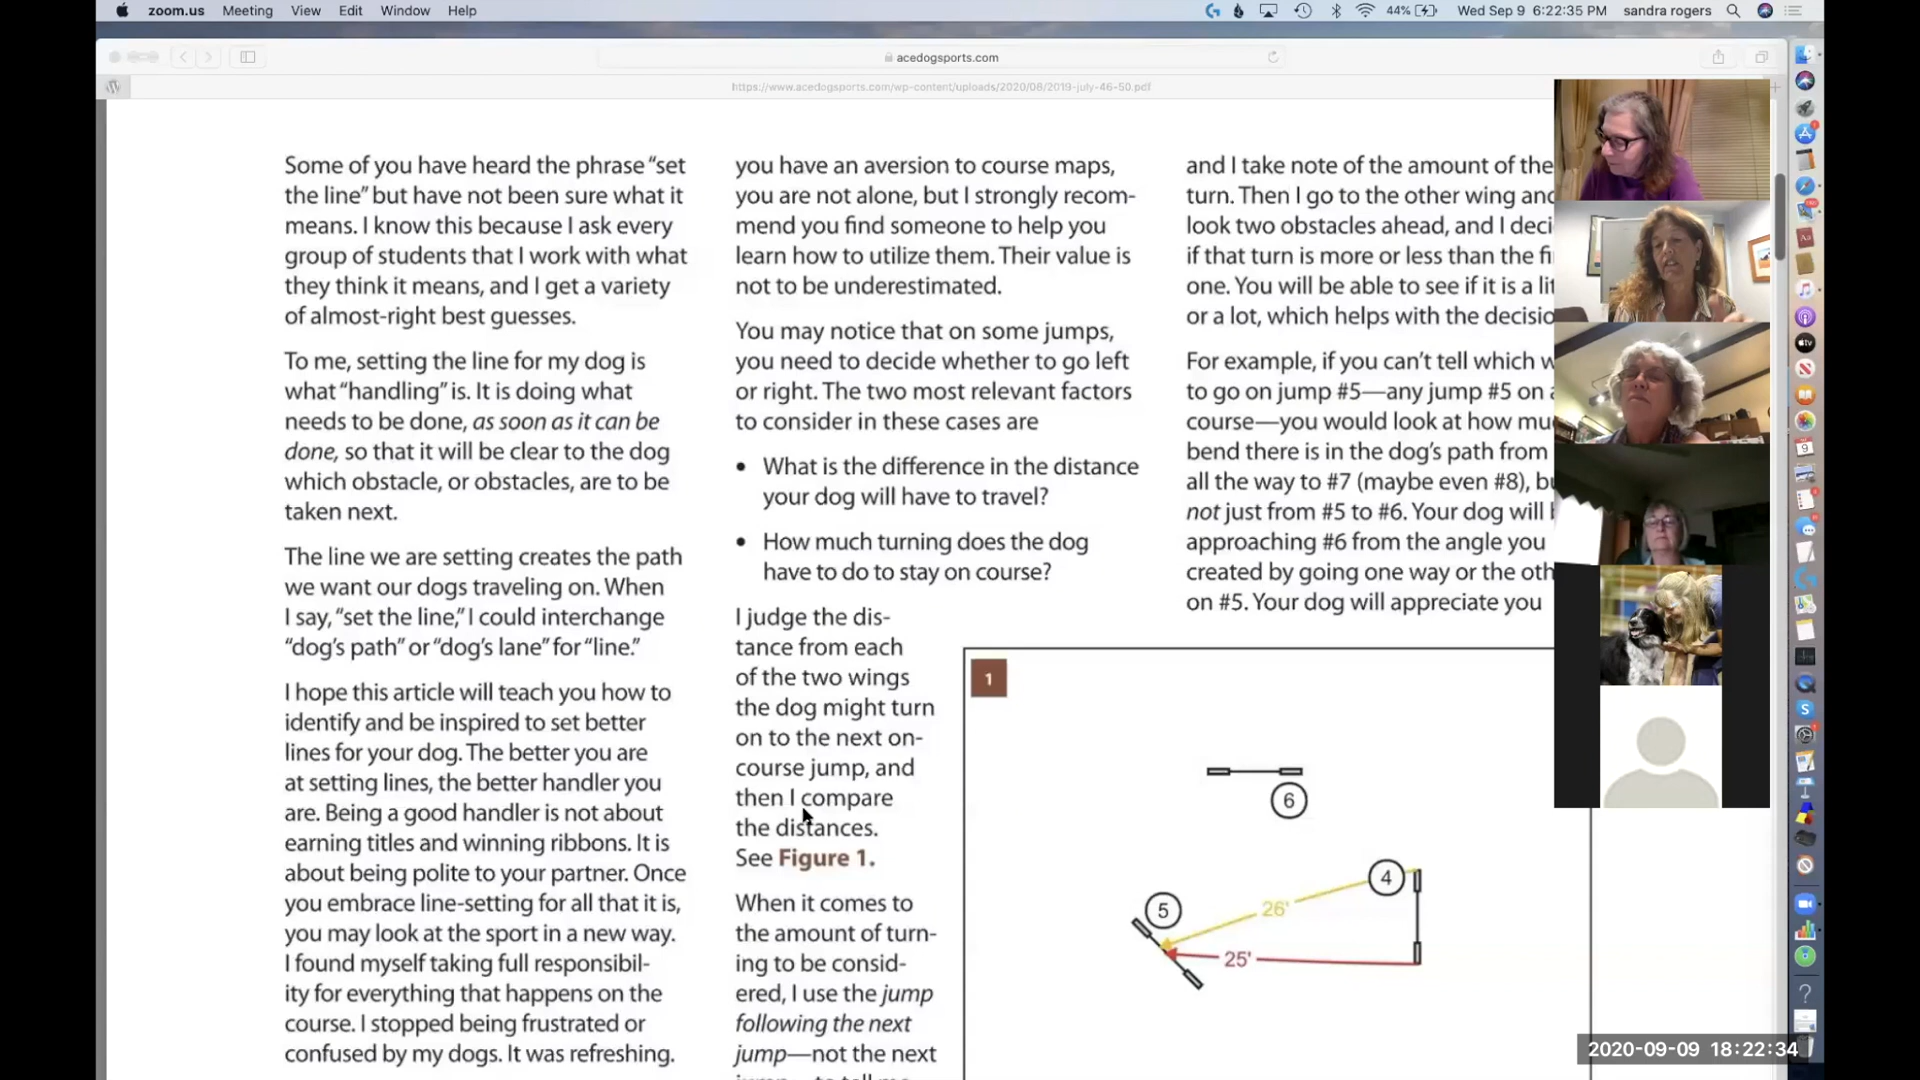 zoom.us Meeting View Edit Window Help
44% Wed Sep 9 6:22:35 PM sandra rogers
acedogsports.com
https://www.acedogsports.com/wp-content/uploads/2020/08/2019-july-46-50.pdf
Some of you have heard the phrase “set
the line” but have not been sure what it
means. I know this because I ask every
group of students that I work with what
they think it means, and I get a variety
of almost-right best guesses.
To me, setting the line for my dog is
what “handling” is. It is doing what
needs to be done, as soon as it can be
done, so that it will be clear to the dog
which obstacle, or obstacles, are to be
taken next.
The line we are setting creates the path
we want our dogs traveling on. When
I say, “set the line,” I could interchange
“dog’s path” or “dog’s lane” for “line.”
I hope this article will teach you how to
identify and be inspired to set better
lines for your dog. The better you are
at setting lines, the better handler you
are. Being a good handler is not about
earning titles and winning ribbons. It is
about being polite to your partner. Once
you embrace line-setting for all that it is,
you may look at the sport in a new way.
I found myself taking full responsibil-
ity for everything that happens on the
course. I stopped being frustrated or
confused by my dogs. It was refreshing.
you have an aversion to course maps,
you are not alone, but I strongly recom-
mend you find someone to help you
learn how to utilize them. Their value is
not to be underestimated.
You may notice that on some jumps,
you need to decide whether to go left
or right. The two most relevant factors
to consider in these cases are
• What is the difference in the distance
your dog will have to travel?
• How much turning does the dog
have to do to stay on course?
I judge the dis-
tance from each
of the two wings
the dog might turn
on to the next on-
course jump, and
then I compare
the distances.
See Figure 1.
When it comes to
the amount of turn-
ing to be consid-
ered, I use the jump
following the next
jump—not the next
and I take note of the amount of the
turn. Then I go to the other wing and
look two obstacles ahead, and I deci
if that turn is more or less than the fi
one. You will be able to see if it is a lit
or a lot, which helps with the decisio
For example, if you can’t tell which w
to go on jump #5—any jump #5 on a
course—you would look at how mu
bend there is in the dog’s path from
all the way to #7 (maybe even #8), b
not just from #5 to #6. Your dog will
approaching #6 from the angle you
created by going one way or the oth
on #5. Your dog will appreciate you
1
6
4
26'
5
25'
2020-09-09 18:22:34